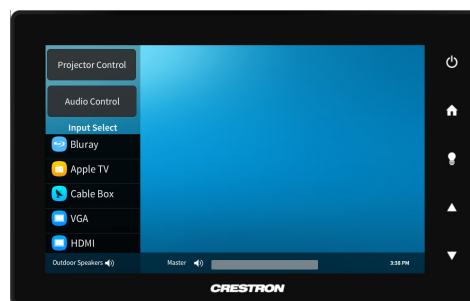 Projector Control
Audio Control
Input Select
Bluray
Apple TV
Cable Box
VGA
HDMI
Outdoor Speakers
Master
3:38 PM
CRESTRON